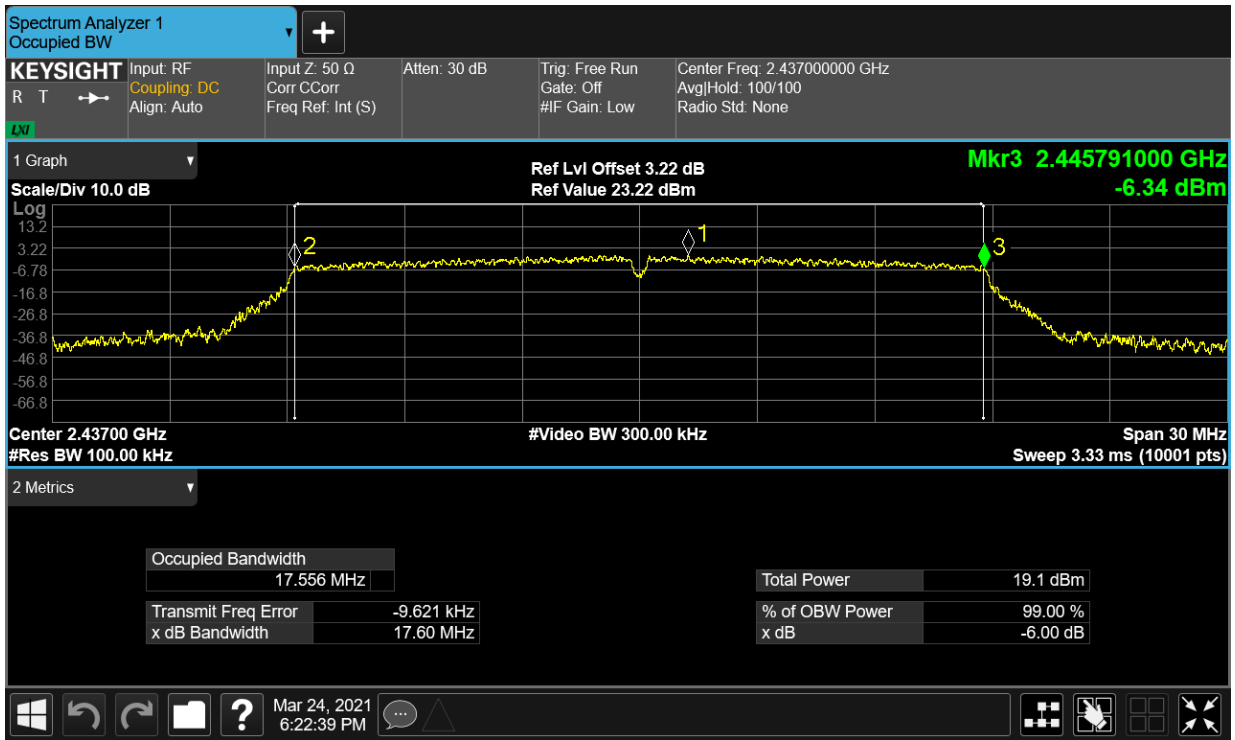 Spectrum Analyzer 1
Occupied BW
KEYSIGHT
R T
LXI
Input: RF
Coupling: DC
Align: Auto
Input Z: 50 Ω
Corr CCorr
Freq Ref: Int (S)
Atten: 30 dB
Trig: Free Run
Gate: Off
#IF Gain: Low
Center Freq: 2.437000000 GHz
Avg|Hold: 100/100
Radio Std: None
1 Graph
Scale/Div 10.0 dB
Ref Lvl Offset 3.22 dB
Ref Value 23.22 dBm
Mkr3 2.445791000 GHz
-6.34 dBm
Log
13.2
3.22
-6.78
-16.8
-26.8
-36.8
-46.8
-56.8
-66.8
2
1
3
Center 2.43700 GHz
#Video BW 300.00 kHz
Span 30 MHz
#Res BW 100.00 kHz
Sweep 3.33 ms (10001 pts)
2 Metrics
Occupied Bandwidth
17.556 MHz
Total Power 19.1 dBm
Transmit Freq Error -9.621 kHz
% of OBW Power 99.00 %
x dB Bandwidth 17.60 MHz
x dB -6.00 dB
?
Mar 24, 2021
6:22:39 PM